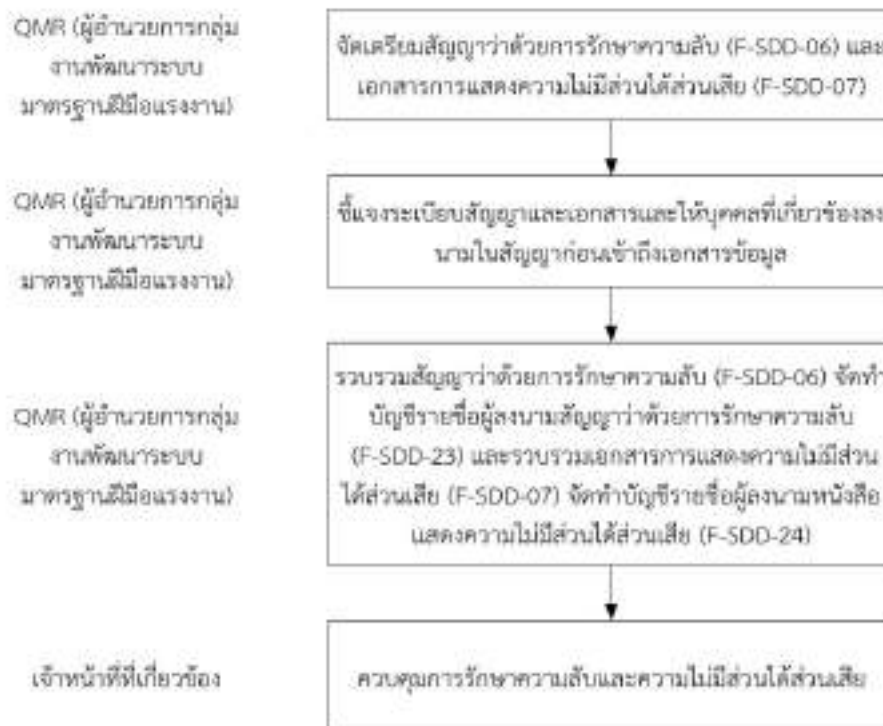 QMR (ผู้อำนวยการกลุ่ม
งานพัฒนาระบบ
มาตรฐานฝีมือแรงงาน)
จัดเตรียมสัญญาว่าด้วยการรักษาความลับ (F-SDD-06) และ
เอกสารการแสดงความไม่มีส่วนได้ส่วนเสีย (F-SDD-07)
QMR (ผู้อำนวยการกลุ่ม
งานพัฒนาระบบ
มาตรฐานฝีมือแรงงาน)
ชี้แจงระเบียบสัญญาและเอกสารและให้บุคคลที่เกี่ยวข้องลง
นามในสัญญาก่อนเข้าถึงเอกสารข้อมูล
QMR (ผู้อำนวยการกลุ่ม
งานพัฒนาระบบ
มาตรฐานฝีมือแรงงาน)
รวบรวมสัญญาว่าด้วยการรักษาความลับ (F-SDD-06) จัดทำ
บัญชีรายชื่อผู้ลงนามสัญญาว่าด้วยการรักษาความลับ
(F-SDD-23) และรวบรวมเอกสารการแสดงความไม่มีส่วน
ได้ส่วนเสีย (F-SDD-07) จัดทำบัญชีรายชื่อผู้ลงนามหนังสือ
แสดงความไม่มีส่วนได้ส่วนเสีย (F-SDD-24)
เจ้าหน้าที่ที่เกี่ยวข้อง
ควบคุมการรักษาความลับและความไม่มีส่วนได้ส่วนเสีย